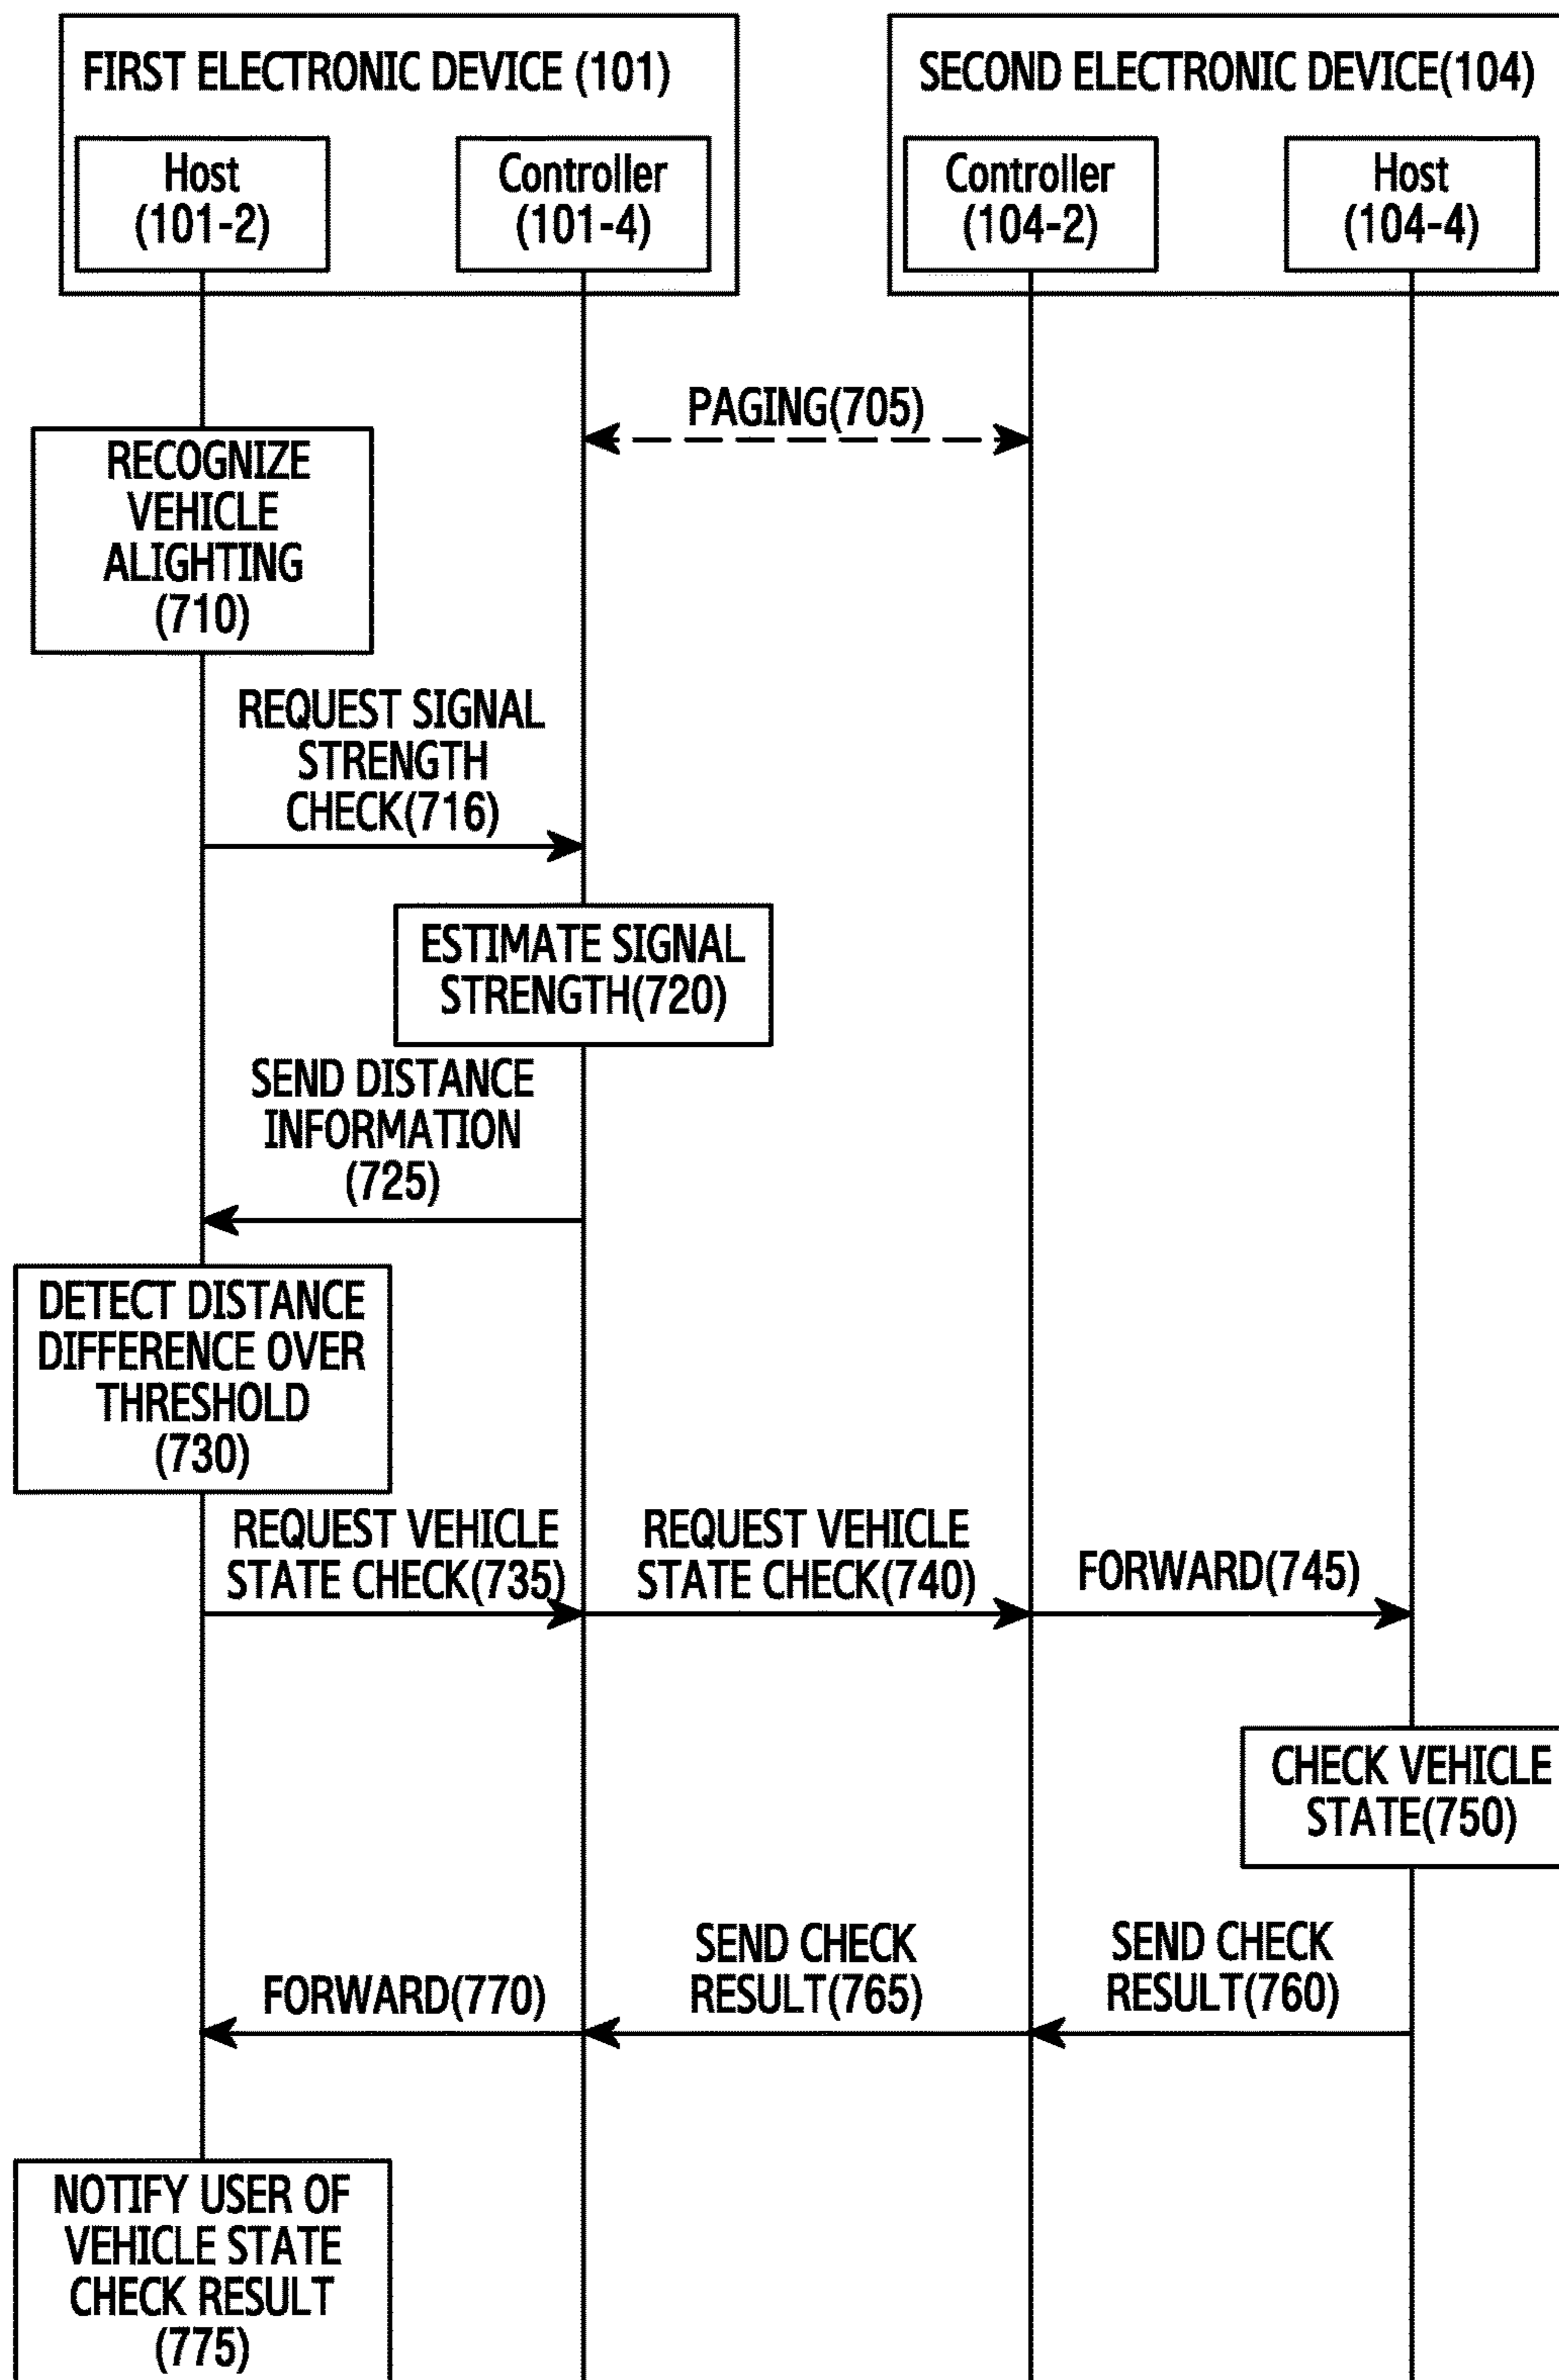 FIRST ELECTRONIC DEVICE (101)
SECOND ELECTRONIC DEVICE(104)
Host
(101-2)
Controller
(101-4)
Controller
(104-2)
Host
(104-4)
PAGING(705)
RECOGNIZE
VEHICLE
ALIGHTING
(710)
REQUEST SIGNAL
STRENGTH
CHECK(716)
ESTIMATE SIGNAL
STRENGTH(720)
SEND DISTANCE
INFORMATION
(725)
DETECT DISTANCE
DIFFERENCE OVER
THRESHOLD
(730)
REQUEST VEHICLE
STATE CHECK(735)
REQUEST VEHICLE
STATE CHECK(740)
FORWARD(745)
CHECK VEHICLE
STATE(750)
SEND CHECK
RESULT(760)
SEND CHECK
RESULT(765)
FORWARD(770)
NOTIFY USER OF
VEHICLE STATE
CHECK RESULT
(775)